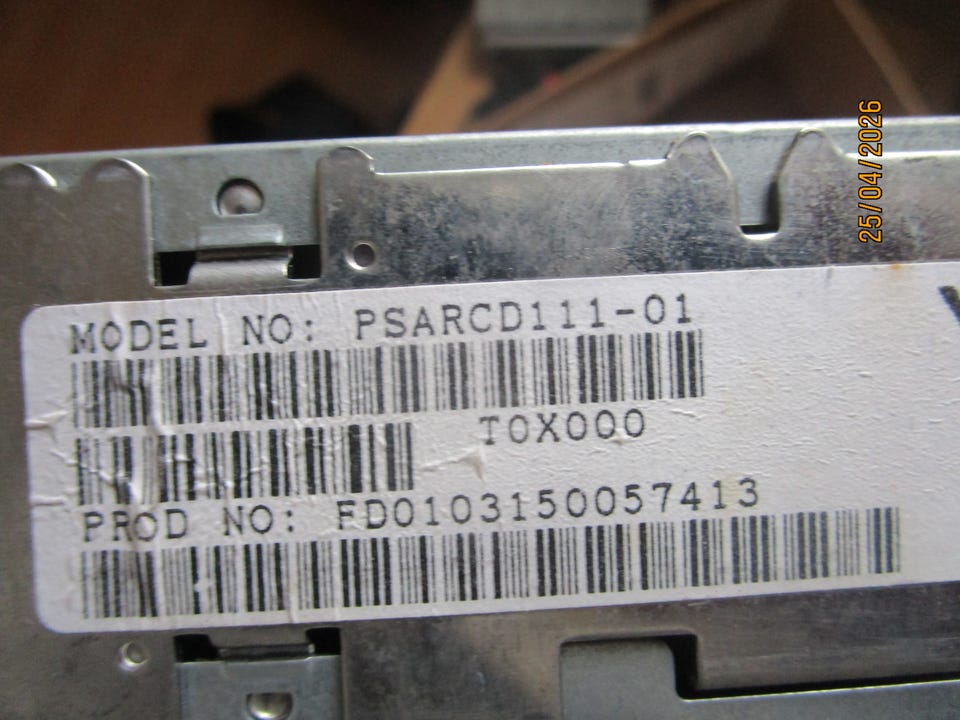 MODEL NO: PSARCD111-01
T0X000
PROD NO: FD0103150057413
25/04/2026